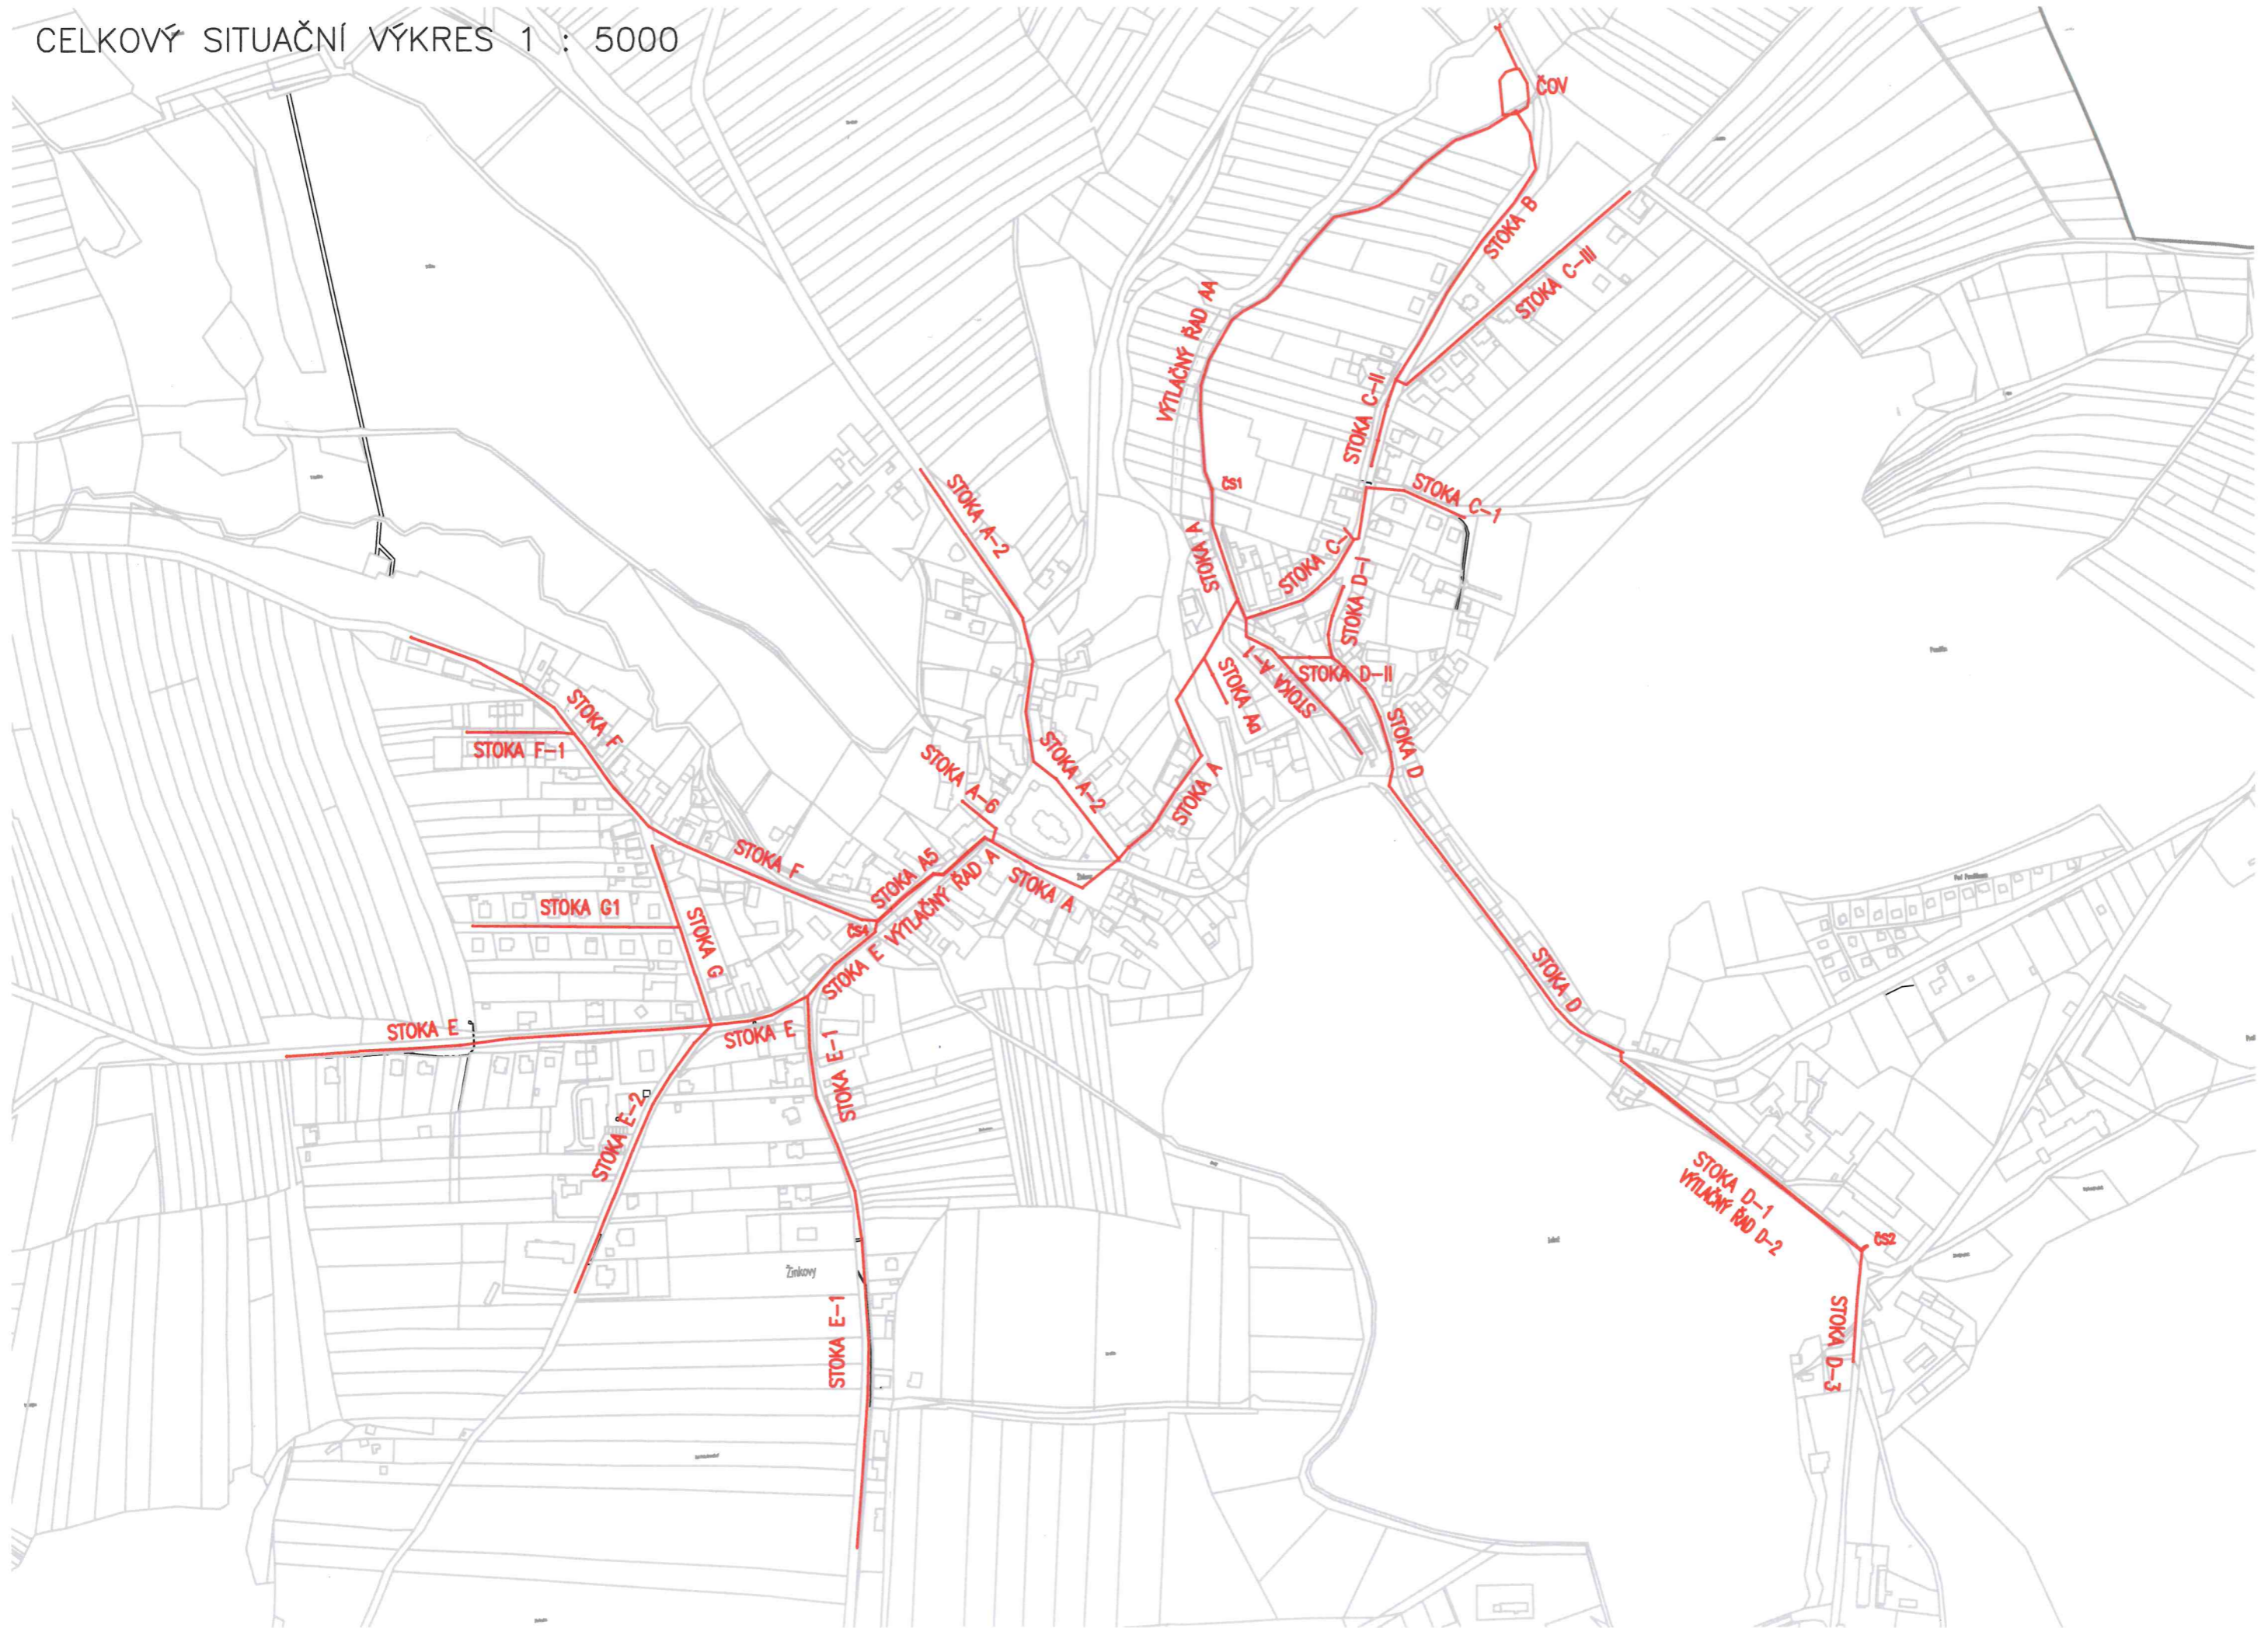 CELKOVÝ SITUAČNÍ VÝKRES 1 : 5000
ČOV
STOKA B
STOKA C-III
VÝTLAČNÝ ŘAD AA
STOKA C-II
STOKA A-2
ČS1
STOKA C-1
STOKA A
STOKA C-I
STOKA D-I
STOKA D-II
STOKA A-1
STOKA F
STOKA F-1
STOKA D
STOKA A-2
STOKA A-6
STOKA A
STOKA F
STOKA A5
STOKA A
STOKA G1
STOKA G
ČS4
STOKA E VÝTLAČNÝ ŘAD A
STOKA D
STOKA E
STOKA E
STOKA E-1
STOKA E-2
STOKA D-1
VÝTLAČNÝ ŘAD D-2
ČS2
Žinkovy
STOKA E-1
STOKA D-3